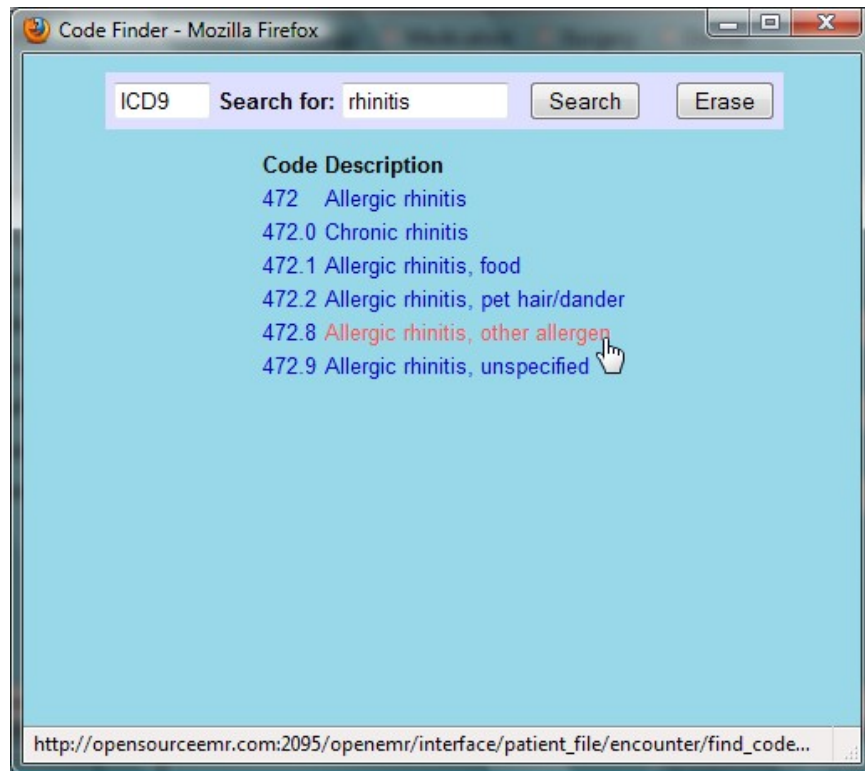 Code Finder - Mozilla Firefox
ICD9 Search for: rhinitis Search Erase
Code Description
472 Allergic rhinitis
472.0 Chronic rhinitis
472.1 Allergic rhinitis, food
472.2 Allergic rhinitis, pet hair/dander
472.8 Allergic rhinitis, other allergen
472.9 Allergic rhinitis, unspecified
http://opensourceemr.com:2095/openemr/interface/patient_file/encounter/find_code...